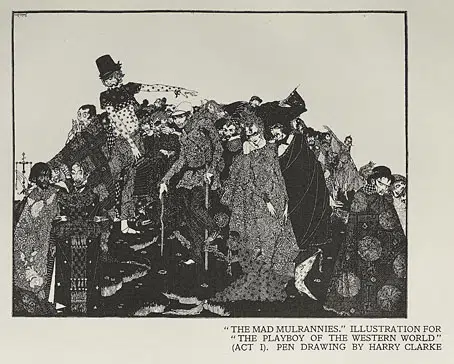 "THE MAD MULRANNIES." ILLUSTRATION FOR
"THE PLAYBOY OF THE WESTERN WORLD"
(ACT I). PEN DRAWING BY HARRY CLARKE